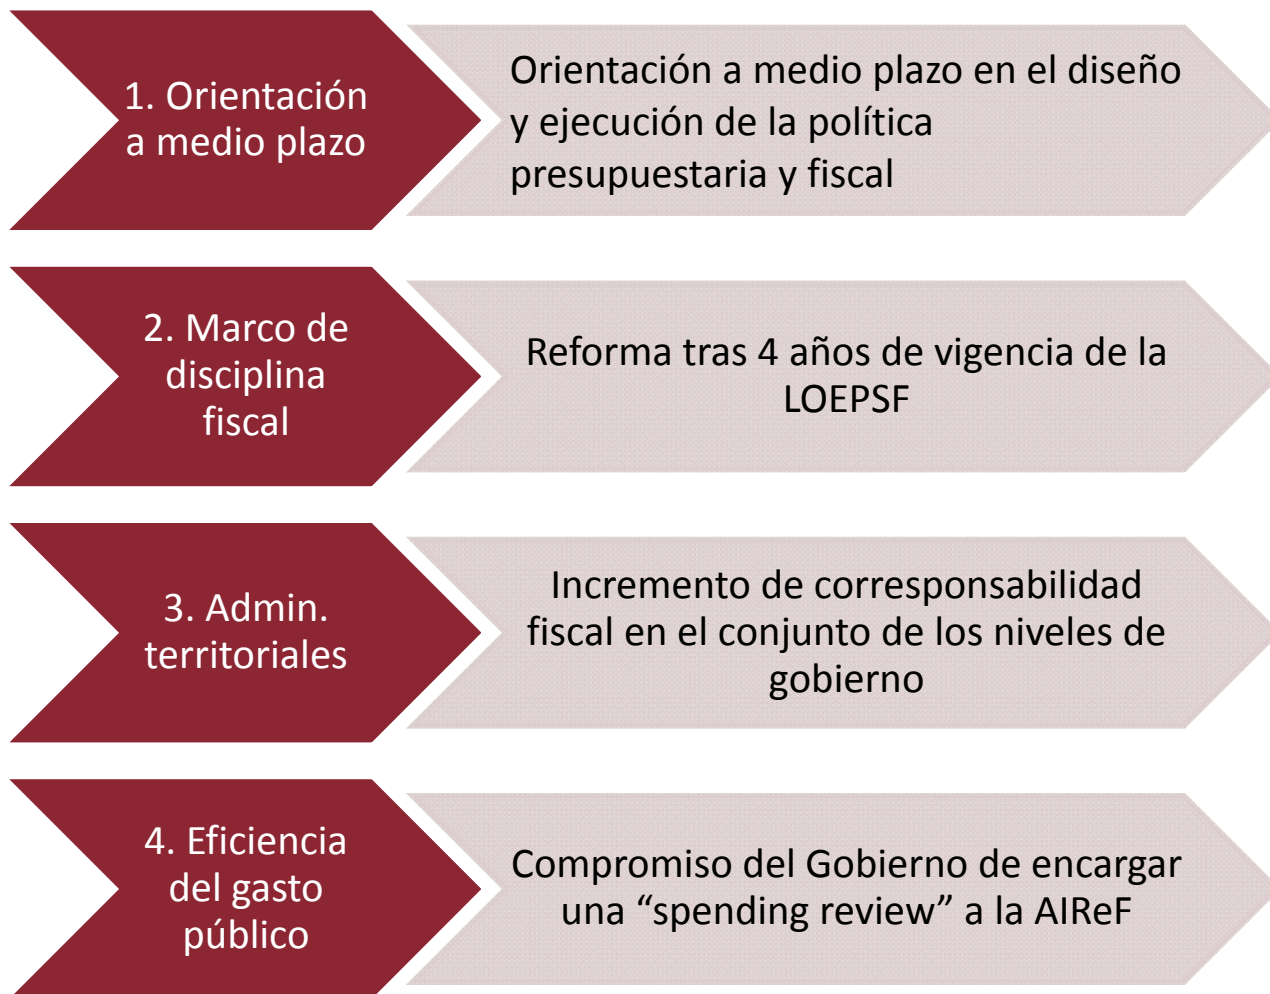 1. Orientación
a medio plazo
Orientación a medio plazo en el diseño
y ejecución de la política
presupuestaria y fiscal
2. Marco de
disciplina
fiscal
Reforma tras 4 años de vigencia de la
LOEPSF
3. Admin.
territoriales
Incremento de corresponsabilidad
fiscal en el conjunto de los niveles de
gobierno
4. Eficiencia
del gasto
público
Compromiso del Gobierno de encargar
una “spending review” a la AIReF